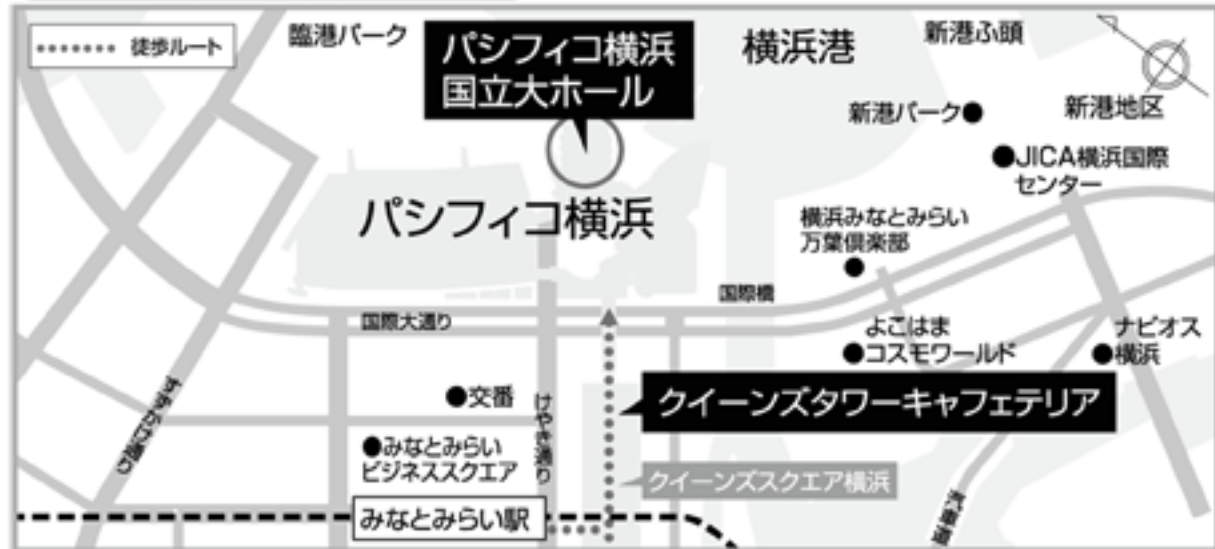 徒歩ルート
臨港パーク
パシフィコ横浜
国立大ホール
横浜港
新港ふ頭
新港パーク
新港地区
JICA横浜国際
センター
パシフィコ横浜
横浜みなとみらい
万葉倶楽部
国際橋
国際大通り
よこはま
コスモワールド
ナビオス
横浜
すずかけ通り
交番
けやき通り
クイーンズタワーキャフェテリア
みなとみらい
ビジネススクエア
クイーンズスクエア横浜
みなとみらい駅